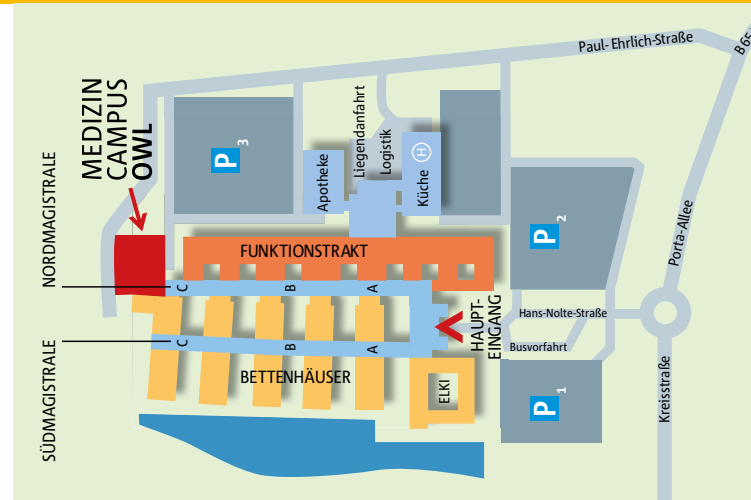 Paul-Ehrlich-Straße
B 65
MEDIZIN
CAMPUS
OWL
NORDMAGISTRALE
SÜDMAGISTRALE
P 3
Apotheke
Liegendanfahrt
Logistik
Küche
H
FUNKTIONSTRAKT
C
B
A
C
B
A
BETTENHÄUSER
ELKI
HAUPT-
EINGANG
P 2
Hans-Nolte-Straße
Busvorfahrt
P 1
Porta-Allee
Kreisstraße